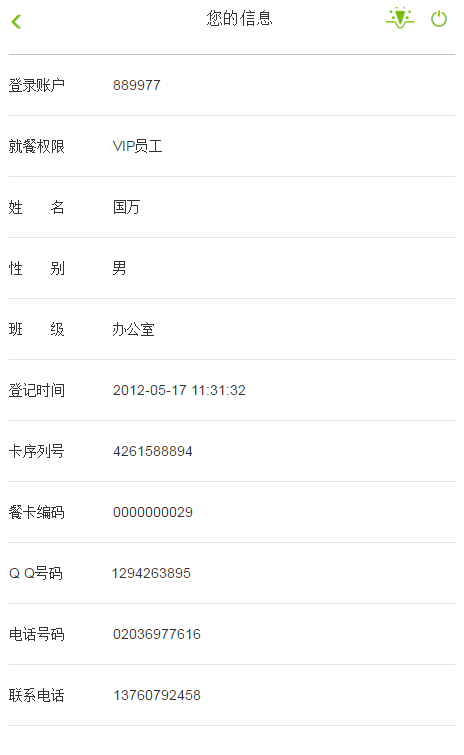 您的信息
登录账户 889977
就餐权限 VIP员工
姓 名 国万
性 别 男
班 级 办公室
登记时间 2012-05-17 11:31:32
卡序列号 4261588894
餐卡编码 0000000029
Q Q号码 1294263895
电话号码 02036977616
联系电话 13760792458